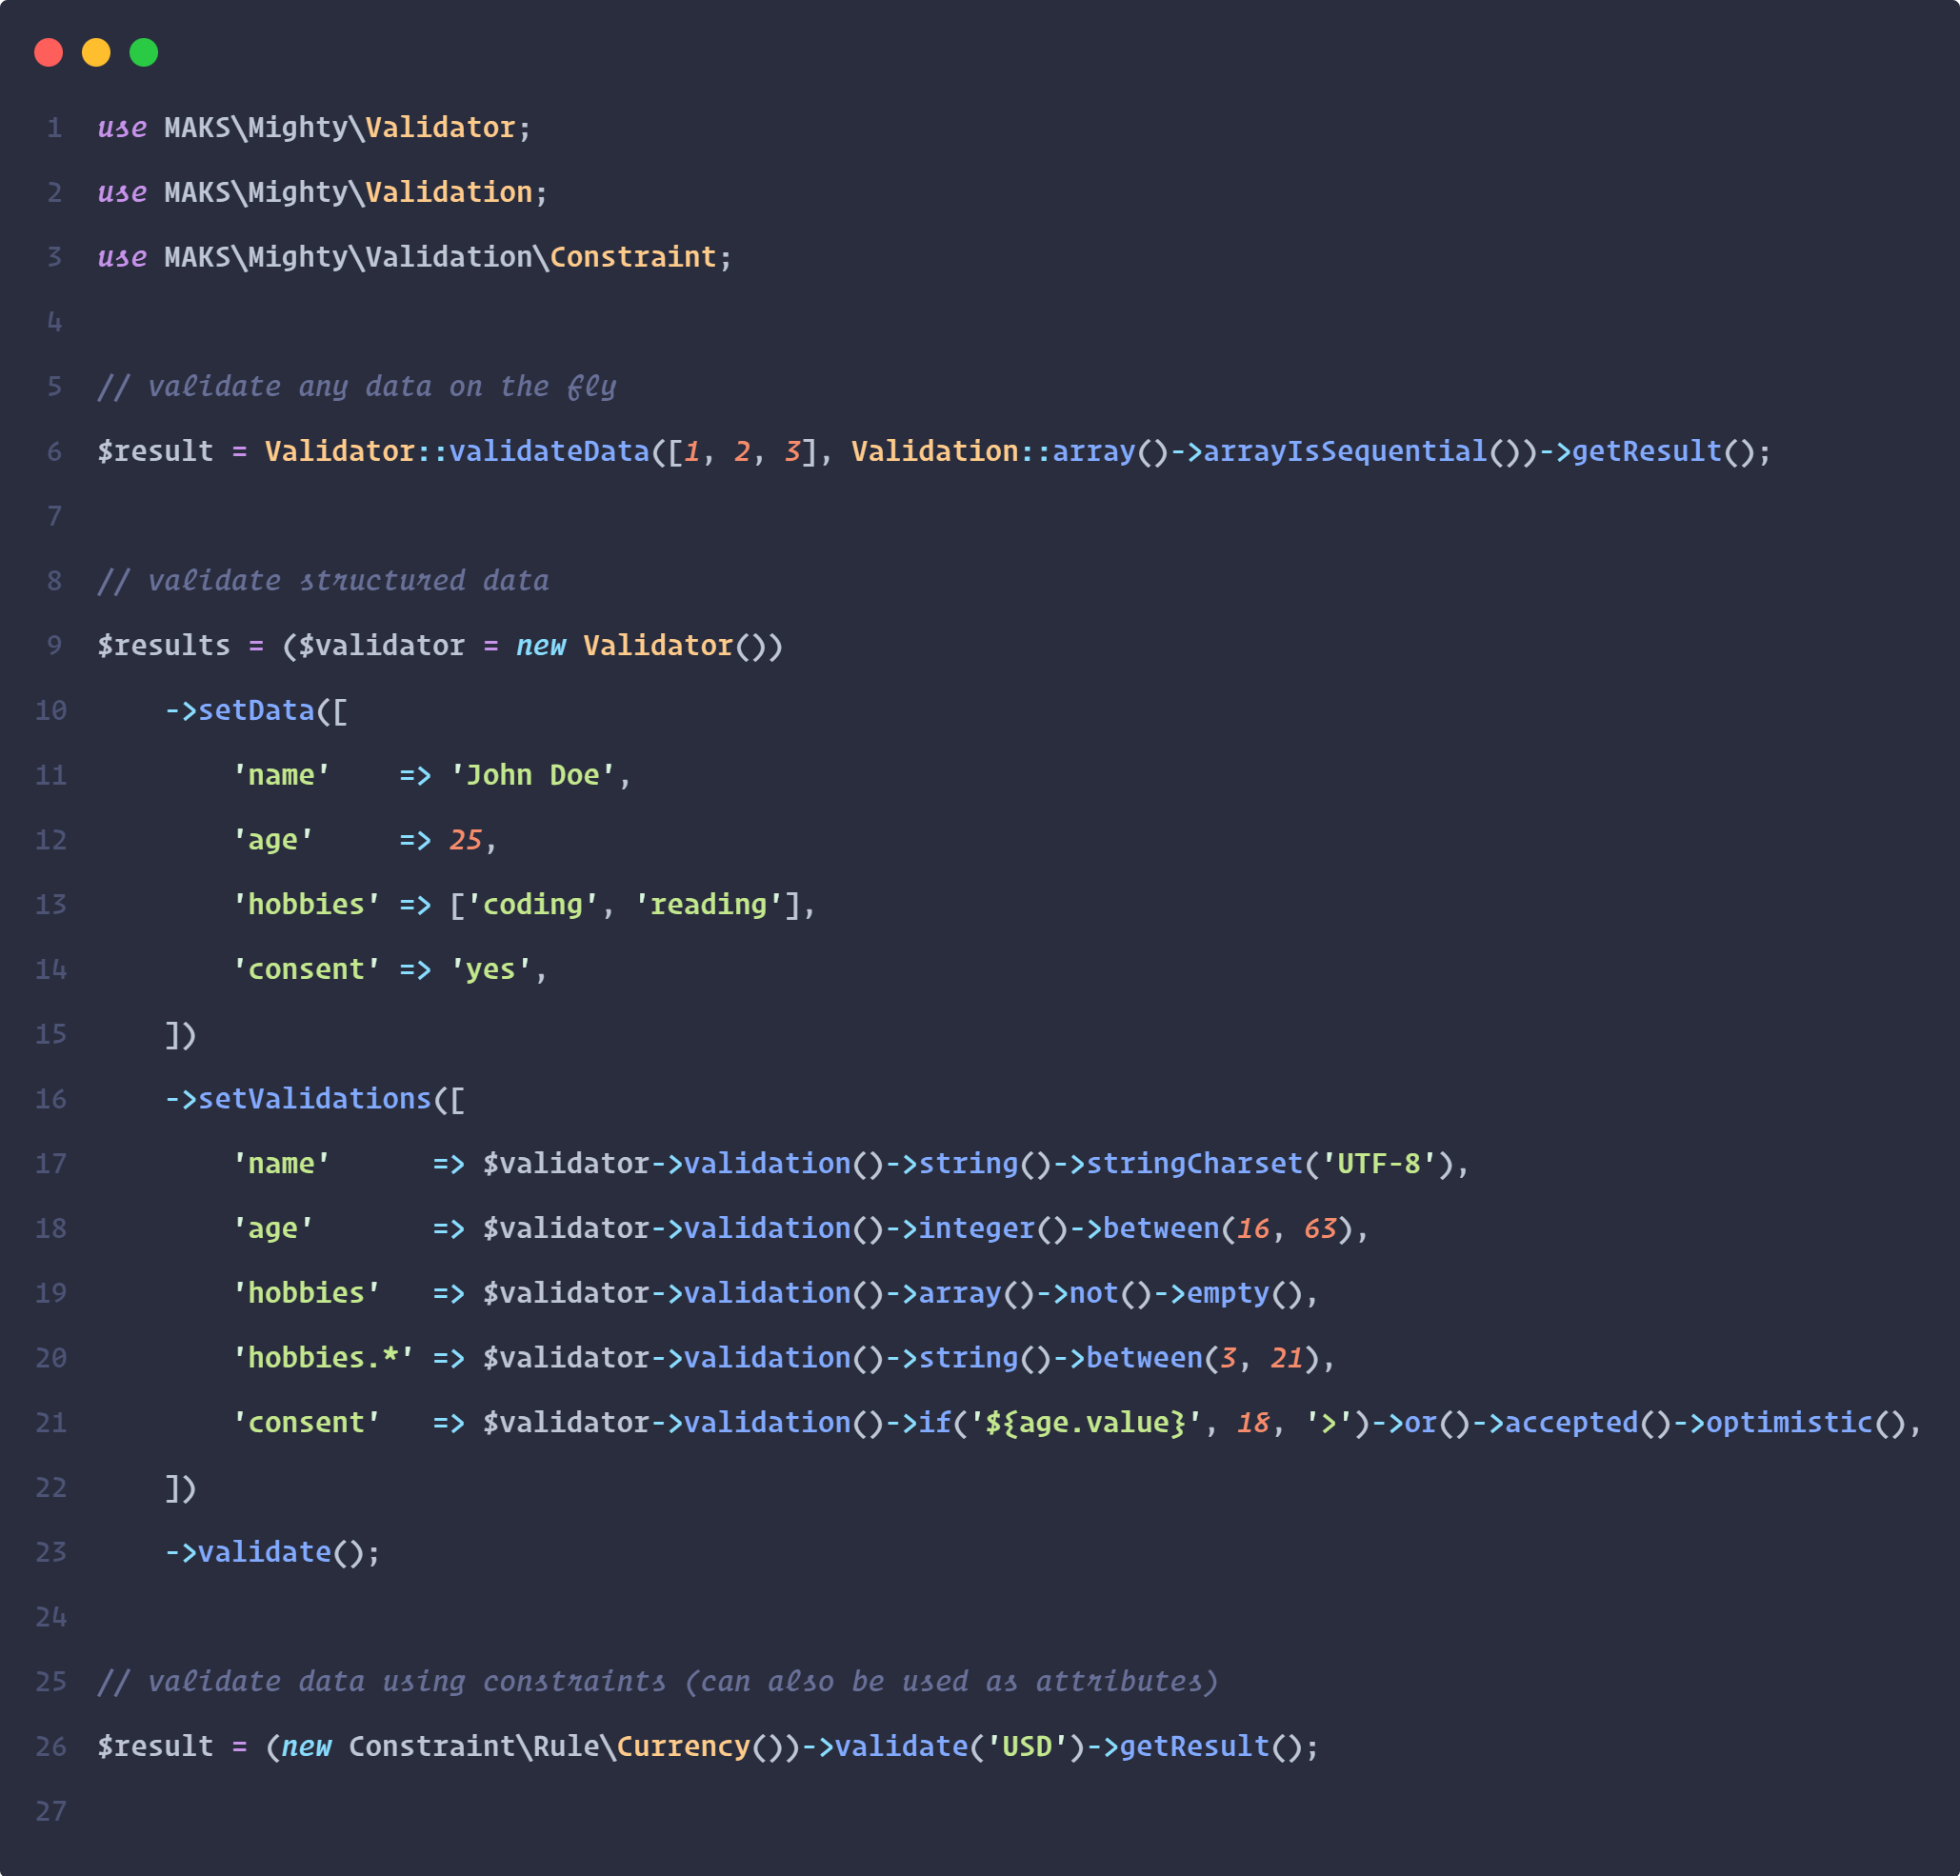 1 use MAKS\Mighty\Validator;
2 use MAKS\Mighty\Validation;
3 use MAKS\Mighty\Validation\Constraint;
4
5 // validate any data on the fly
6 $result = Validator::validateData([1, 2, 3], Validation::array()->arrayIsSequential())->getResult();
7
8 // validate structured data
9 $results = ($validator = new Validator())
10     ->setData([
11         'name'    => 'John Doe',
12         'age'     => 25,
13         'hobbies' => ['coding', 'reading'],
14         'consent' => 'yes',
15     ])
16     ->setValidations([
17         'name'      => $validator->validation()->string()->stringCharset('UTF-8'),
18         'age'       => $validator->validation()->integer()->between(16, 63),
19         'hobbies'   => $validator->validation()->array()->not()->empty(),
20         'hobbies.*' => $validator->validation()->string()->between(3, 21),
21         'consent'   => $validator->validation()->if('${age.value}', 18, '>')->or()->accepted()->optimistic(),
22     ])
23     ->validate();
24
25 // validate data using constraints (can also be used as attributes)
26 $result = (new Constraint\Rule\Currency())->validate('USD')->getResult();
27